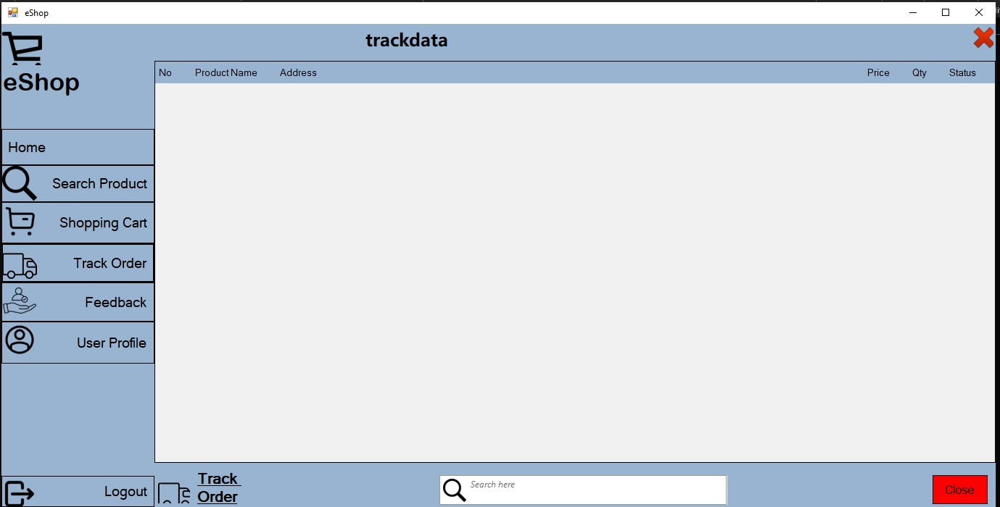 eShop
trackdata
eShop
No Product Name Address Price Qty Status
Home
Search Product
Shopping Cart
Track Order
Feedback
User Profile
Logout
Track
Order
Search here
Close